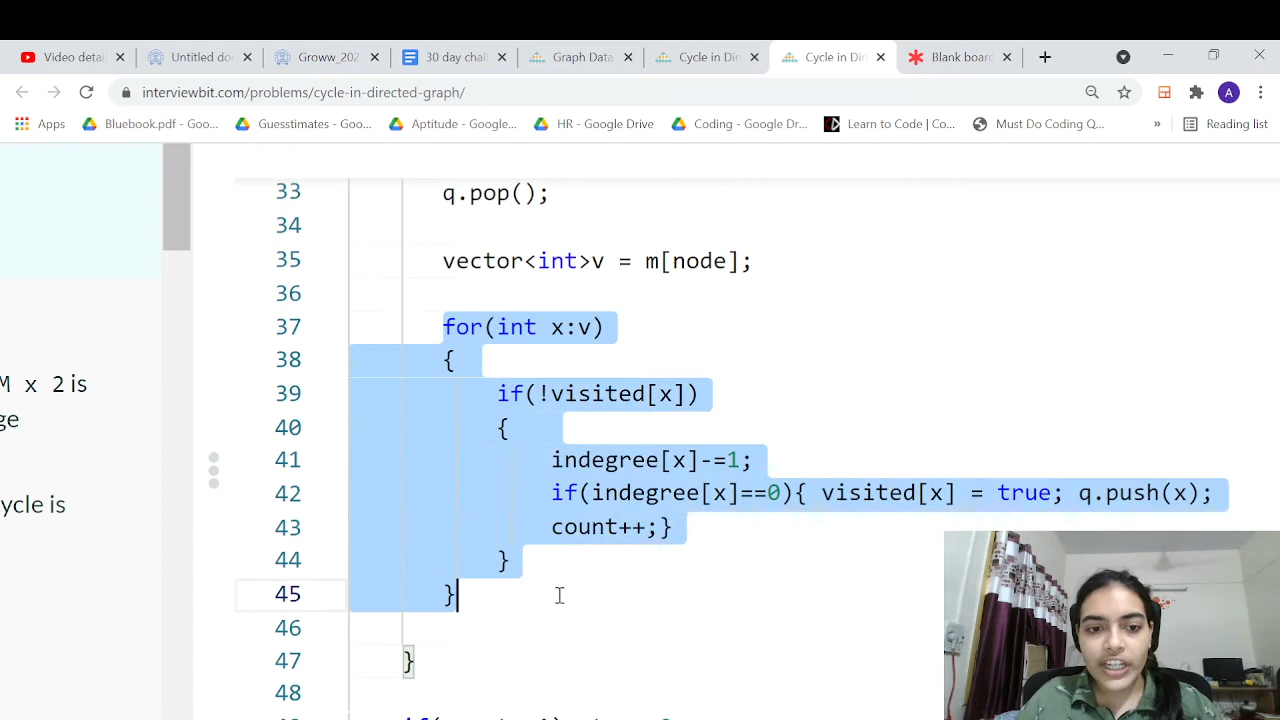 Video detail
Untitled do
Groww_202
30 day chall
Graph Data
Cycle in Dir
Cycle in Dir
Blank board
interviewbit.com/problems/cycle-in-directed-graph/
A
Apps
Bluebook.pdf - Goo...
Guesstimates - Goo...
Aptitude - Google...
HR - Google Drive
Coding - Google Dr...
Learn to Code | Co...
Must Do Coding Q...
»
Reading list
33 q.pop();
34
35 vector<int>v = m[node];
36
37 for(int x:v)
38 {
39 if(!visited[x])
40 {
41 indegree[x]-=1;
42 if(indegree[x]==0){ visited[x] = true; q.push(x);
43 count++;}
44 }
45 }
46
47 }
48
M x 2 is
ge
ycle is